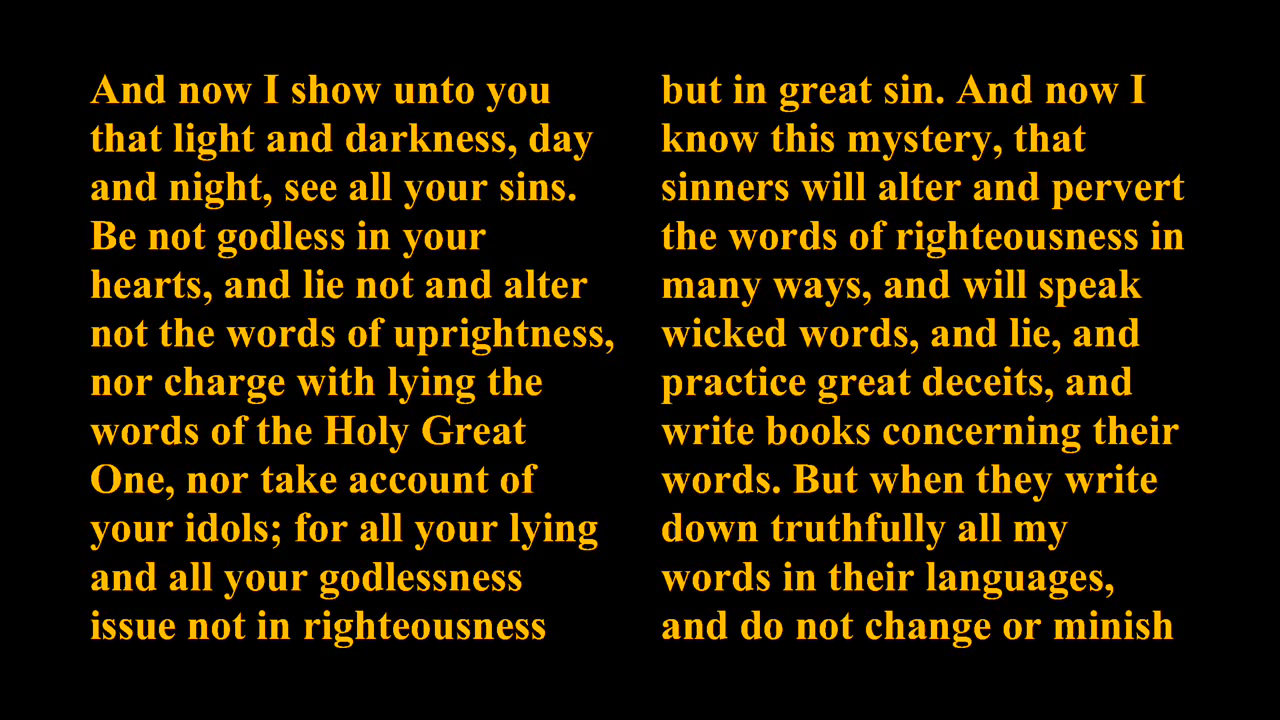 And now I show unto you
that light and darkness, day
and night, see all your sins.
Be not godless in your
hearts, and lie not and alter
not the words of uprightness,
nor charge with lying the
words of the Holy Great
One, nor take account of
your idols; for all your lying
and all your godlessness
issue not in righteousness
but in great sin. And now I
know this mystery, that
sinners will alter and pervert
the words of righteousness in
many ways, and will speak
wicked words, and lie, and
practice great deceits, and
write books concerning their
words. But when they write
down truthfully all my
words in their languages,
and do not change or minish